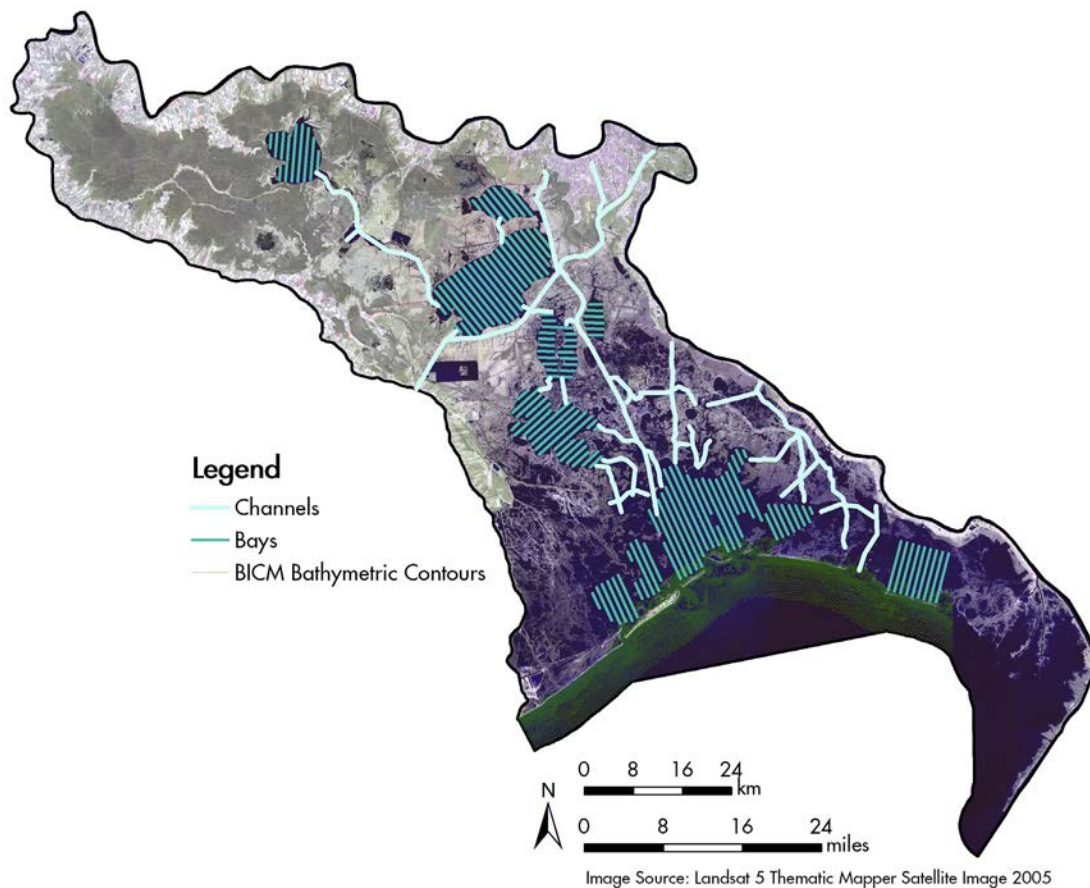 Legend
Channels
Bays
BICM Bathymetric Contours
N
0 8 16 24
km
0 8 16 24
miles
Image Source: Landsat 5 Thematic Mapper Satellite Image 2005